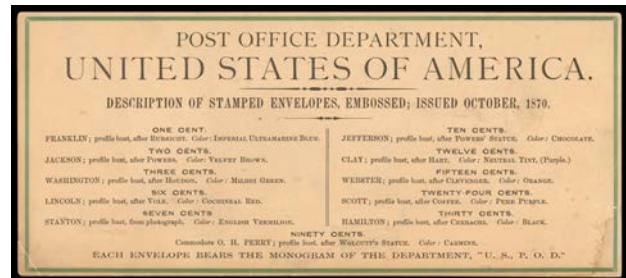 POST OFFICE DEPARTMENT,
UNITED STATES OF AMERICA.
DESCRIPTION OF STAMPED ENVELOPES, EMBOSSED; ISSUED OCTOBER, 1870.
ONE CENT.
FRANKLIN; profile bust, after RUBRICHT. Color: IMPERIAL ULTRAMARINE BLUE.
TWO CENTS.
JACKSON; profile bust, after POWERS. Color: VELVET BROWN.
THREE CENTS.
WASHINGTON; profile bust, after HOUDON. Color: MILORI GREEN.
SIX CENTS.
LINCOLN; profile bust, after VOLK. Color: COCHINEAL RED.
SEVEN CENTS
STANTON; profile bust, from photograph. Color: ENGLISH VERMILION.
TEN CENTS.
JEFFERSON; profile bust, after POWERS' STATUE. Color: CHOCOLATE.
TWELVE CENTS.
CLAY; profile bust, after HART. Color: NEUTRAL TINT, (Purple.)
FIFTEEN CENTS.
WEBSTER; profile bust, after CLEVENGER. Color: ORANGE.
TWENTY-FOUR CENTS.
SCOTT; profile bust, after COFFEE. Color: PURE PURPLE.
THIRTY CENTS.
HAMILTON; profile bust, after CERRACHI. Color: BLACK.
NINETY CENTS.
Commodore O. H. PERRY; profile bust, after WOLCUTT'S STATUE. Color: CARMINE.
EACH ENVELOPE BEARS THE MONOGRAM OF THE DEPARTMENT, "U. S., P. O. D."